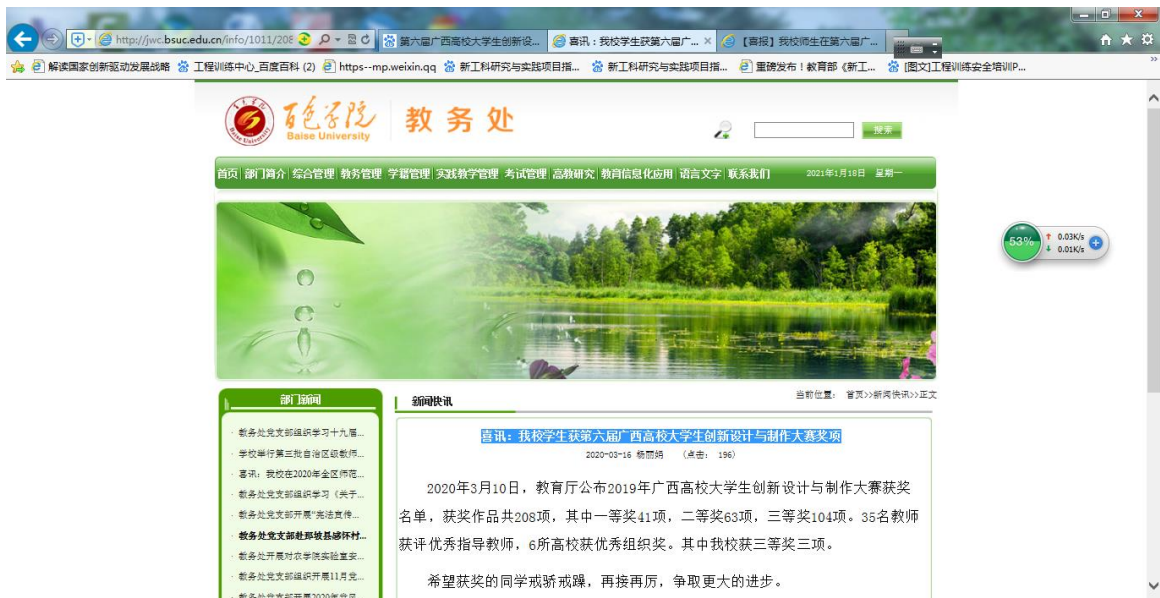 http://jwc.bsuc.edu.cn/info/1011/208
第六届广西高校大学生创新设...
喜讯：我校学生获第六届广...
【喜报】我校师生在第六届广...
解读国家创新驱动发展战略
工程训练中心_百度百科 (2)
https--mp.weixin.qq
新工科研究与实践项目指...
新工科研究与实践项目指...
重磅发布！教育部《新工...
[图文]工程训练安全培训P...
百色学院
Baise University
教务处
搜索
首页 部门简介 综合管理 教务管理 学籍管理 实践教学管理 考试管理 高教研究 教育信息化应用 语言文字 联系我们
2021年1月18日 星期一
53%
0.03K/s
0.01K/s
部门新闻
教务处党支部组织学习十九届...
学校举行第三批自治区级教师...
喜讯：我校在2020年全区师范...
教务处党支部组织学习《关于...
教务处党支部开展"宪法宣传...
教务处党支部赴那坡县感怀村...
教务处开展对农学院实验室安...
教务处党支部组织开展11月党...
教务处党支部开展2020年党风
新闻快讯
当前位置： 首页>>新闻快讯>>正文
喜讯：我校学生获第六届广西高校大学生创新设计与制作大赛奖项
2020-03-16 杨丽娟 （点击： 196）
2020年3月10日，教育厅公布2019年广西高校大学生创新设计与制作大赛获奖
名单，获奖作品共208项，其中一等奖41项，二等奖63项，三等奖104项。35名教师
获评优秀指导教师，6所高校获优秀组织奖。其中我校获三等奖三项。
希望获奖的同学戒骄戒躁，再接再厉，争取更大的进步。